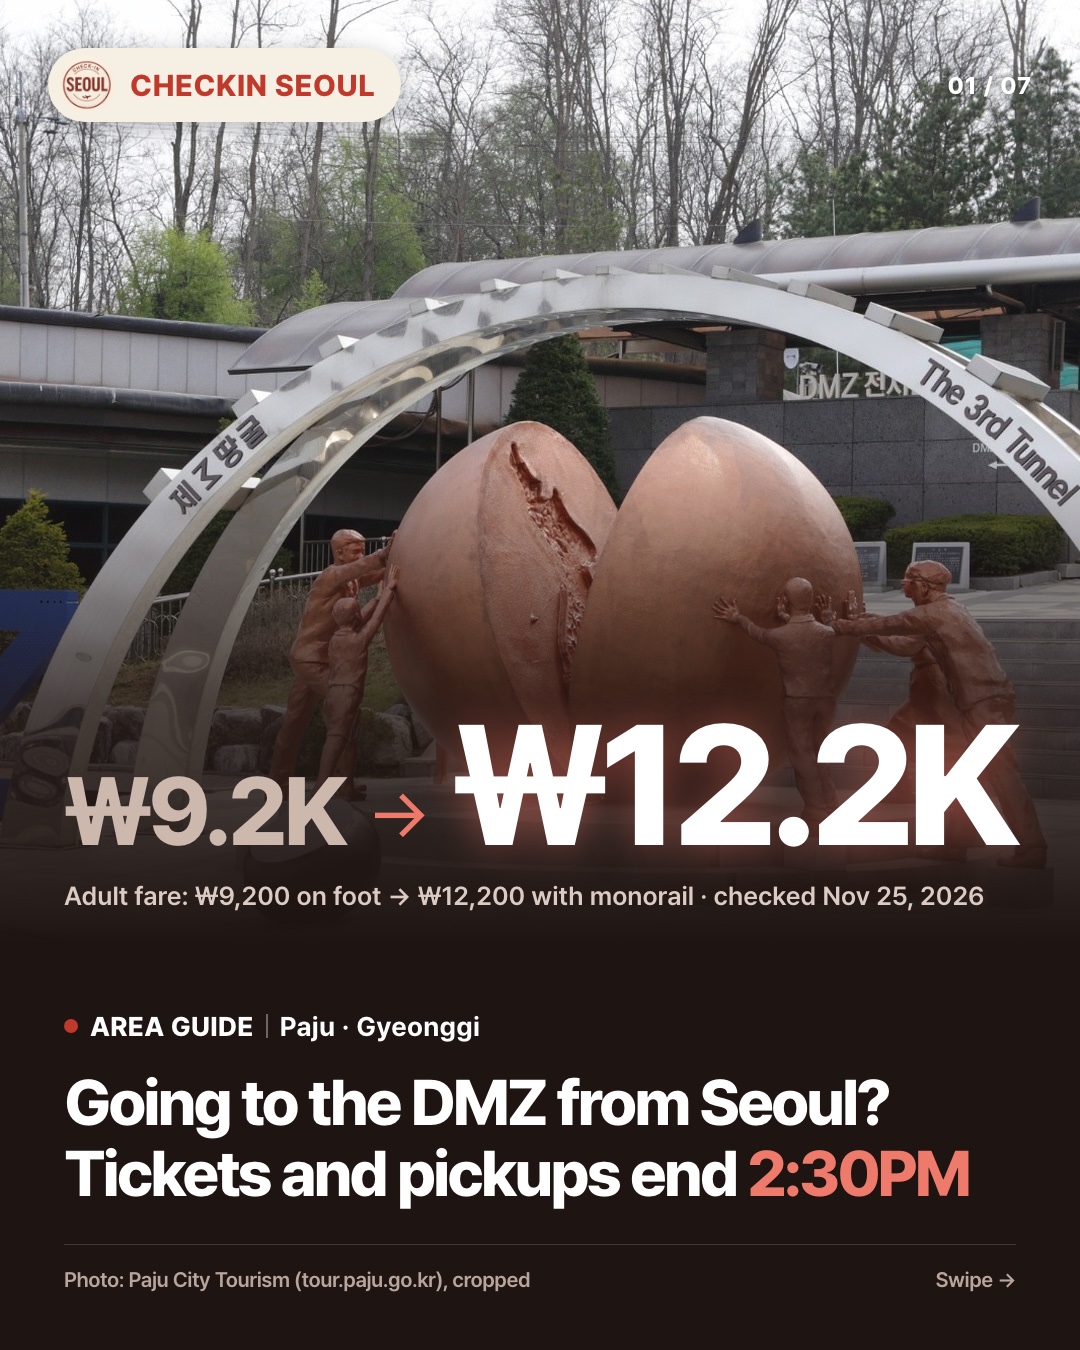 CHECK-IN
SEOUL
CHECKIN SEOUL
01 / 07
DMZ 전시
The 3rd Tunnel
제3땅굴
₩9.2K → ₩12.2K
Adult fare: ₩9,200 on foot → ₩12,200 with monorail · checked Nov 25, 2026
AREA GUIDE | Paju · Gyeonggi
Going to the DMZ from Seoul?
Tickets and pickups end 2:30PM
Photo: Paju City Tourism (tour.paju.go.kr), cropped
Swipe →